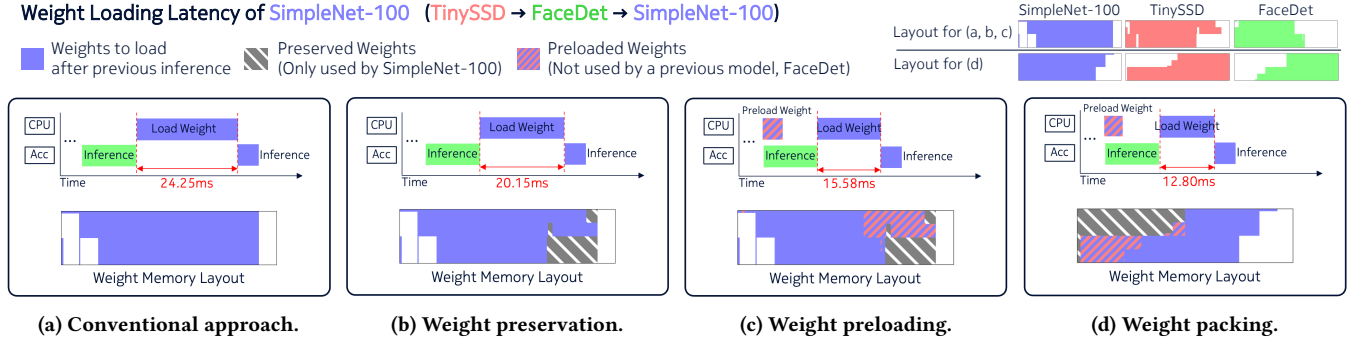 Weight Loading Latency of SimpleNet-100 (TinySSD → FaceDet → SimpleNet-100)
Weights to load
after previous inference
Preserved Weights
(Only used by SimpleNet-100)
Preloaded Weights
(Not used by a previous model, FaceDet)
SimpleNet-100 TinySSD FaceDet
Layout for (a, b, c)
Layout for (d)
CPU
...
Load Weight
Acc
Inference
Inference
Time
24.25ms
Weight Memory Layout
(a) Conventional approach.
CPU
...
Load Weight
Acc
Inference
Inference
Time
20.15ms
Weight Memory Layout
(b) Weight preservation.
Preload Weight
CPU
...
Load Weight
Acc
Inference
Inference
Time
15.58ms
Weight Memory Layout
(c) Weight preloading.
Preload Weight
CPU
...
Load Weight
Acc
Inference
Inference
Time
12.80ms
Weight Memory Layout
(d) Weight packing.